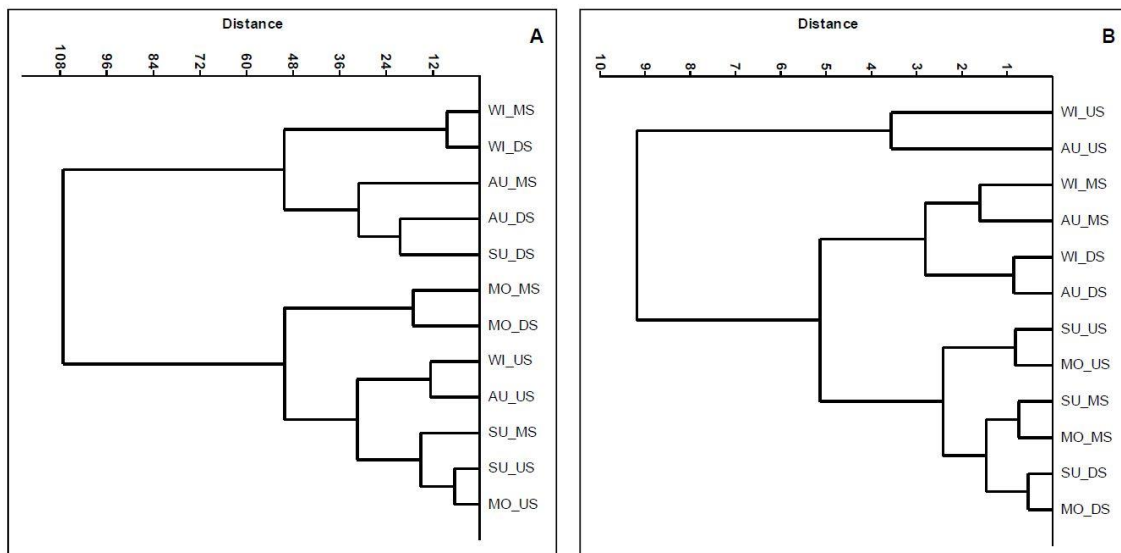 Distance
A
108
96
84
72
60
48
36
24
12
WI_MS
WI_DS
AU_MS
AU_DS
SU_DS
MO_MS
MO_DS
WI_US
AU_US
SU_MS
SU_US
MO_US
Distance
B
10
9
8
7
6
5
4
3
2
1
WI_US
AU_US
WI_MS
AU_MS
WI_DS
AU_DS
SU_US
MO_US
SU_MS
MO_MS
SU_DS
MO_DS